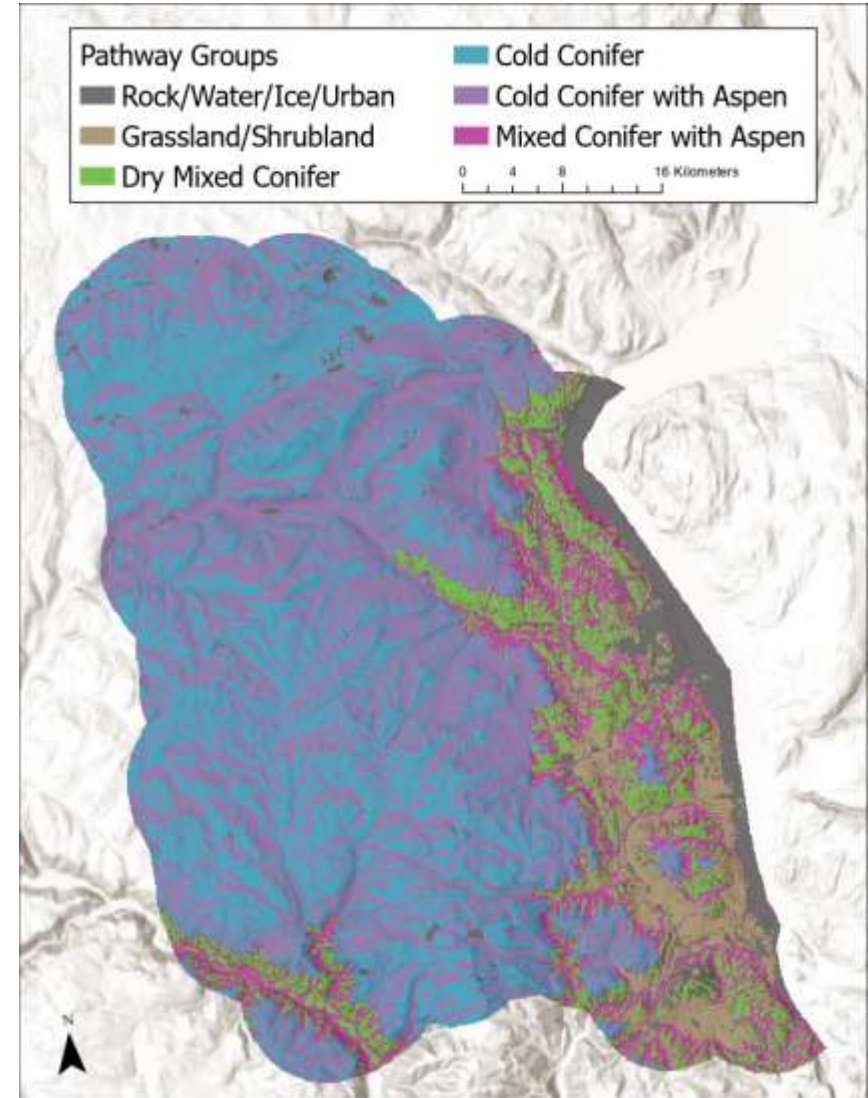 Pathway Groups
Rock/Water/Ice/Urban
Grassland/Shrubland
Dry Mixed Conifer
Cold Conifer
Cold Conifer with Aspen
Mixed Conifer with Aspen
0 4 8 16 Kilometers
N